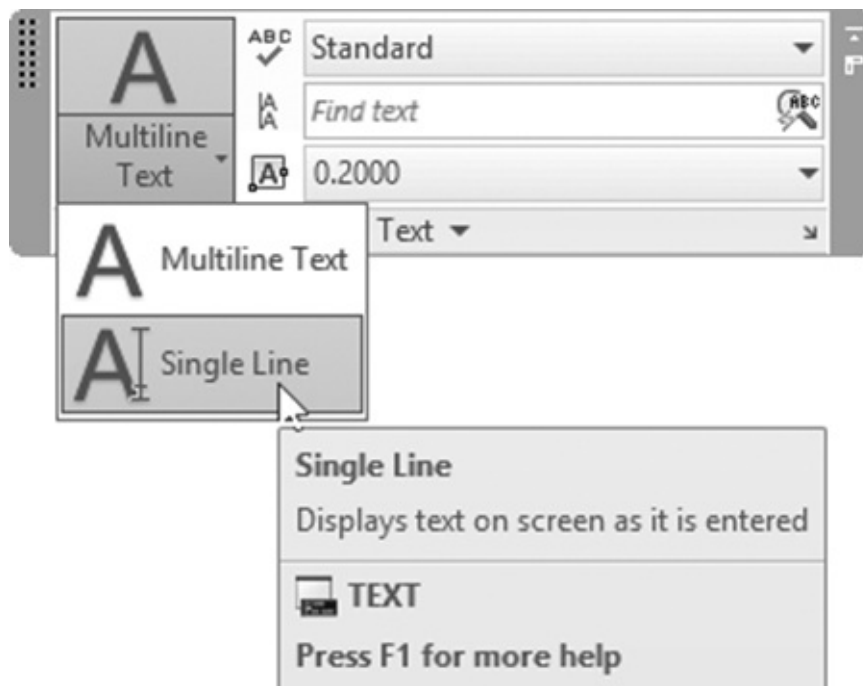 A
Multiline
Text
ABC
Standard
A
A
Find text
ABC
A
0.2000
Text
A Multiline Text
A Single Line
Single Line
Displays text on screen as it is entered
TEXT
Press F1 for more help